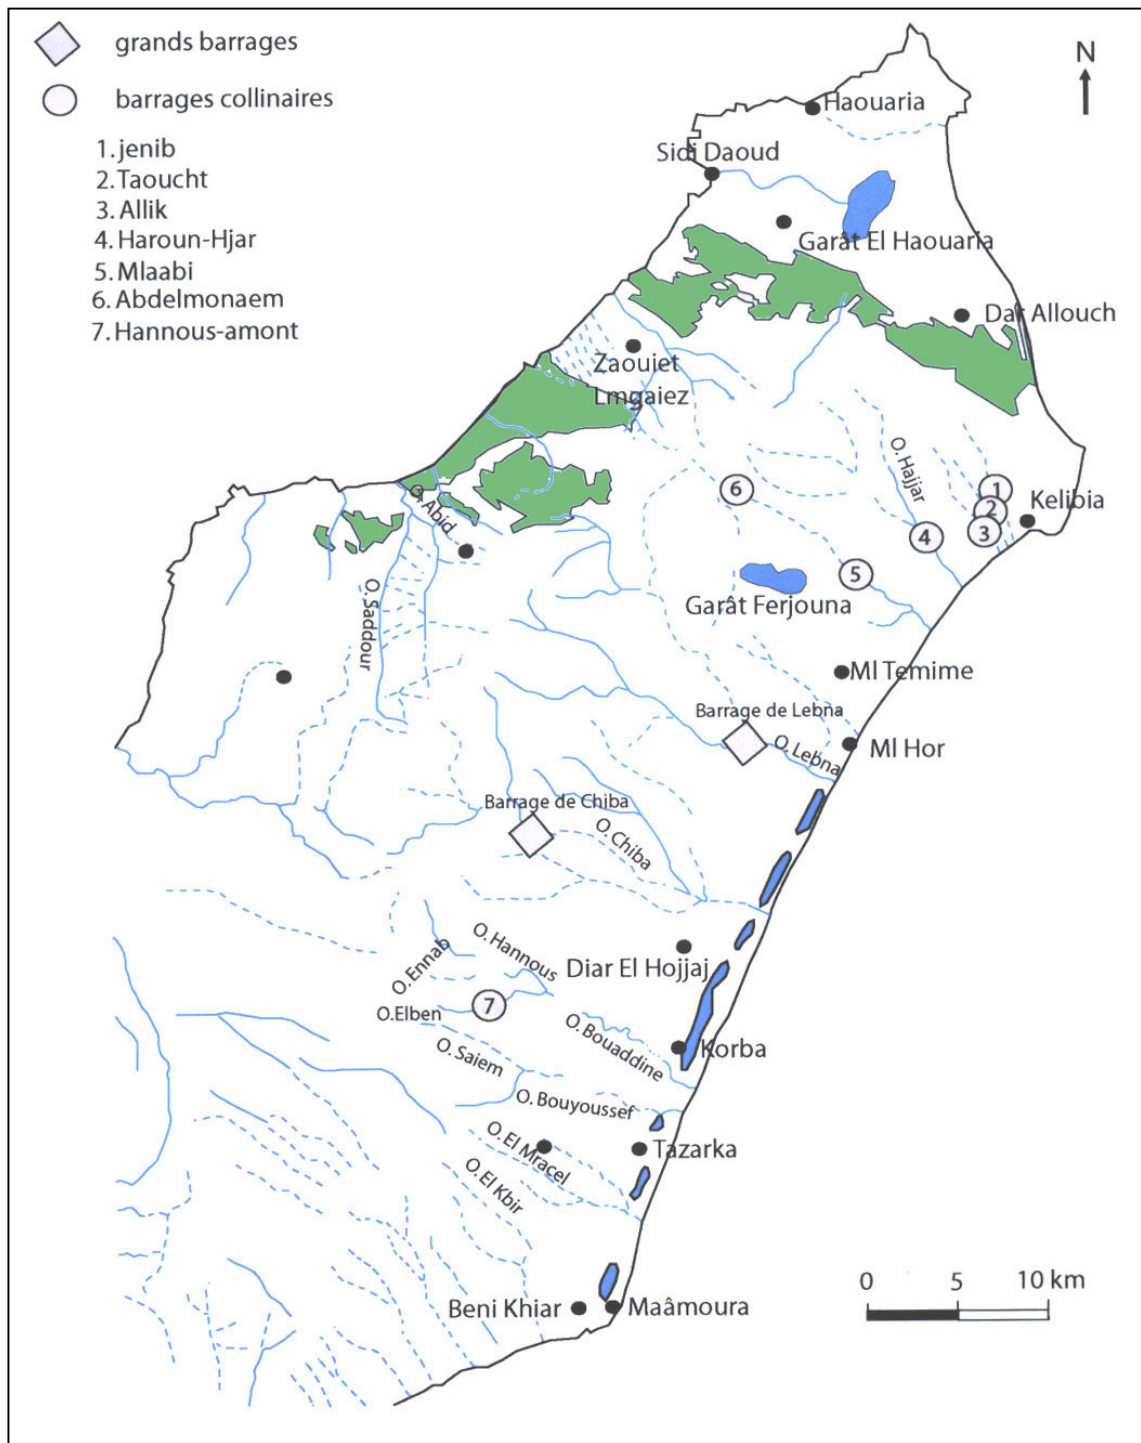 grands barrages
barrages collinaires
1. jenib
2. Taoucht
3. Allik
4. Haroun-Hjar
5. Mlaabi
6. Abdelmonaem
7. Hannous-amont
N
Haouaria
Sidi Daoud
Garât El Haouaria
Dar Allouch
Zaouiet
Lmgaiez
O. Hajjar
1
2
3
4
5
6
Kelibia
O. Abid
O. Saddour
Garât Ferjouna
Ml Temime
Barrage de Lebna
O. Lebna
Ml Hor
Barrage de Chiba
O. Chiba
O. Hannous
O. Ennab
Diar El Hojjaj
7
O. Elben
O. Bouaddine
O. Saiem
Korba
O. Bouyoussef
O. El Mracel
Tazarka
O. El Kbir
0 5 10 km
Beni Khiar
Maâmoura